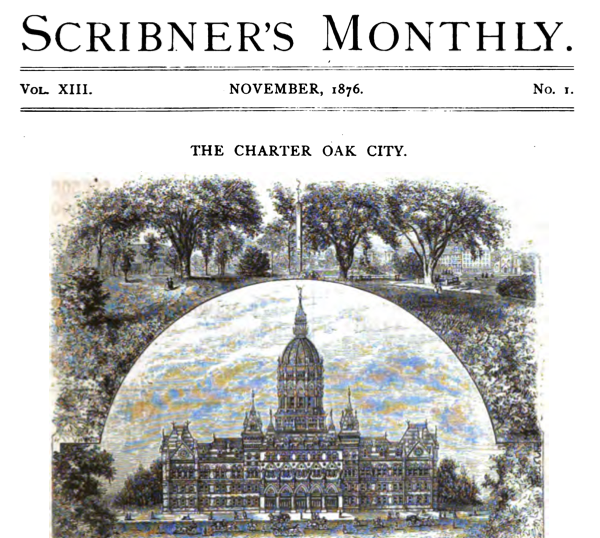 SCRIBNER'S MONTHLY.
VOL. XIII. NOVEMBER, 1876. No. 1.
THE CHARTER OAK CITY.